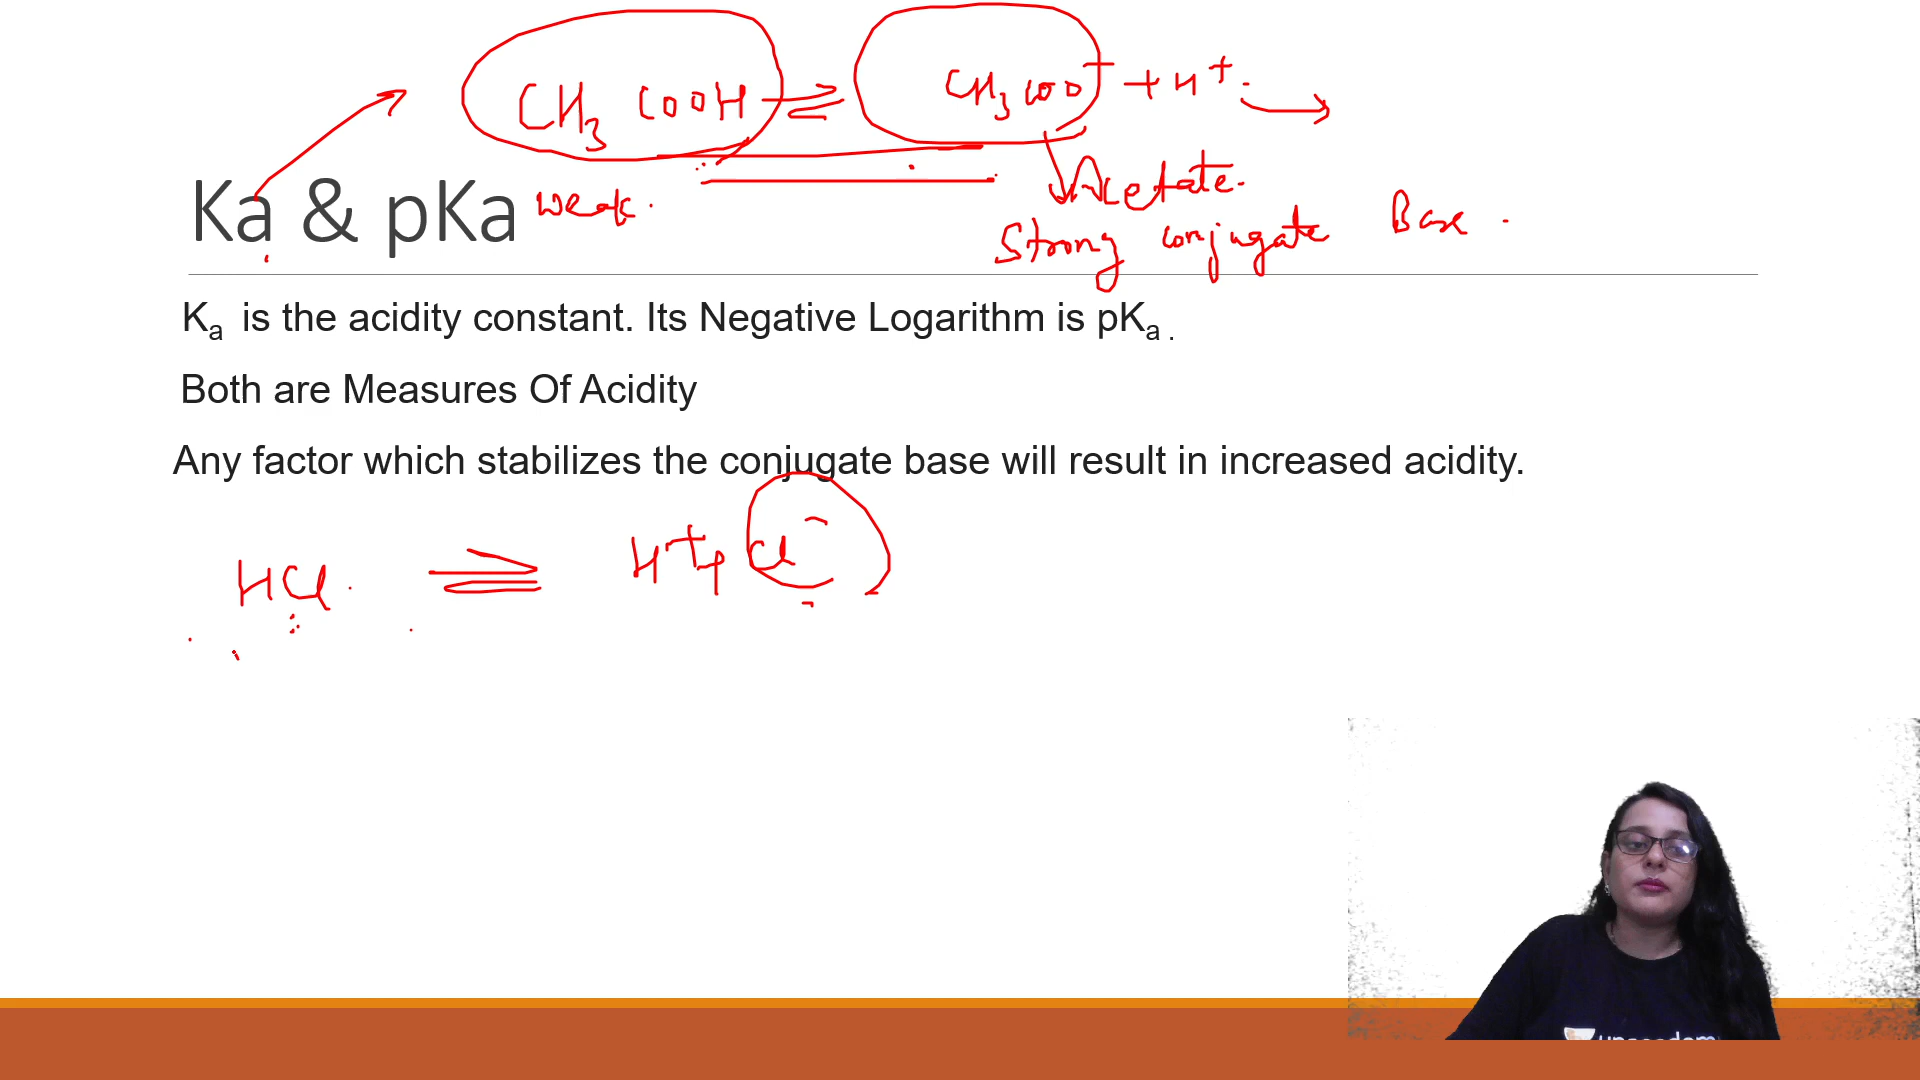 CH3 COOH ⇌ CH3COO⁻ + H⁺
Acetate.
Ka & pKa weak.
Strong conjugate Base.
Ka is the acidity constant. Its Negative Logarithm is pKa .
Both are Measures Of Acidity
Any factor which stabilizes the conjugate base will result in increased acidity.
HCl ⇌ H⁺ + Cl⁻